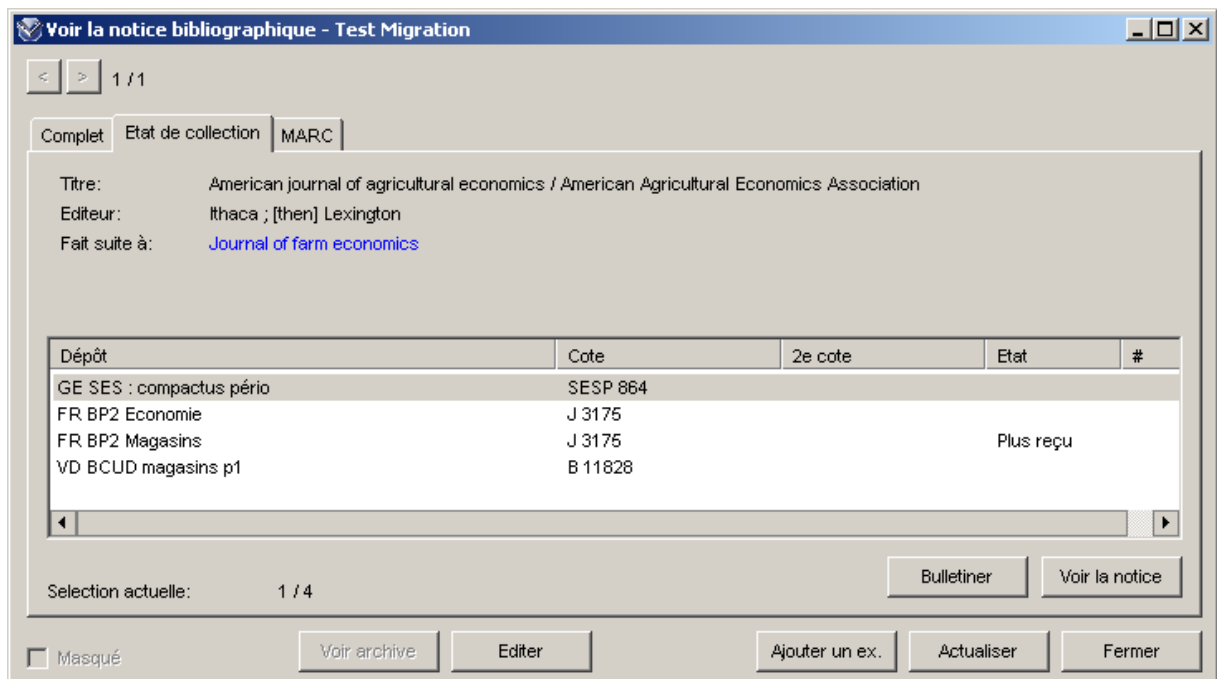 Voir la notice bibliographique - Test Migration
< > 1 / 1
Complet Etat de collection MARC
Titre: American journal of agricultural economics / American Agricultural Economics Association
Editeur: Ithaca ; [then] Lexington
Fait suite à: Journal of farm economics
Dépôt Cote 2e cote Etat #
GE SES : compactus pério SESP 864
FR BP2 Economie J 3175
FR BP2 Magasins J 3175 Plus reçu
VD BCUD magasins p1 B 11828
Bulletiner Voir la notice
Selection actuelle: 1 / 4
Masqué Voir archive Editer Ajouter un ex. Actualiser Fermer